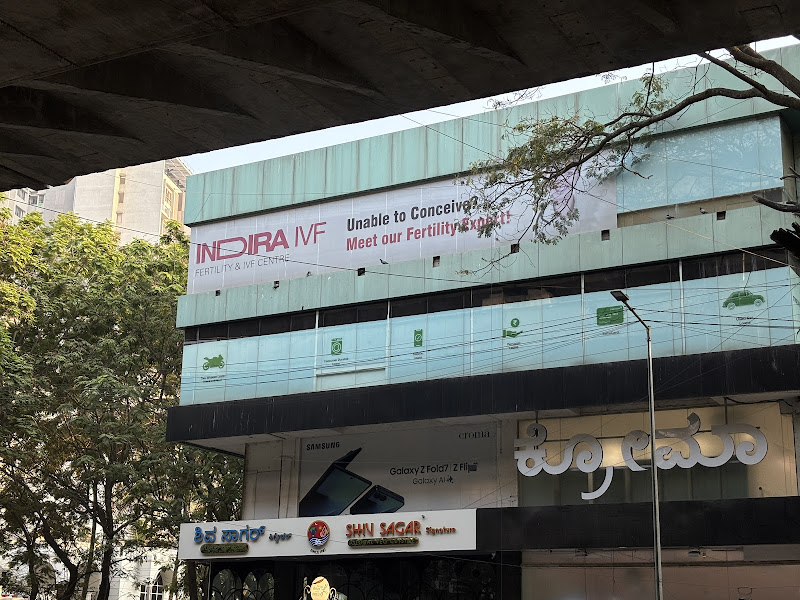 INDIRA IVF
FERTILITY & IVF CENTRE
Unable to Conceive?
Meet our Fertility Expert!
SAMSUNG
croma
Galaxy Z Fold7 | Z Flip
Galaxy AI
ಕ್ರೋಮಾ
ಶಿವ ಸಾಗರ್
SHIV SAGAR Signature